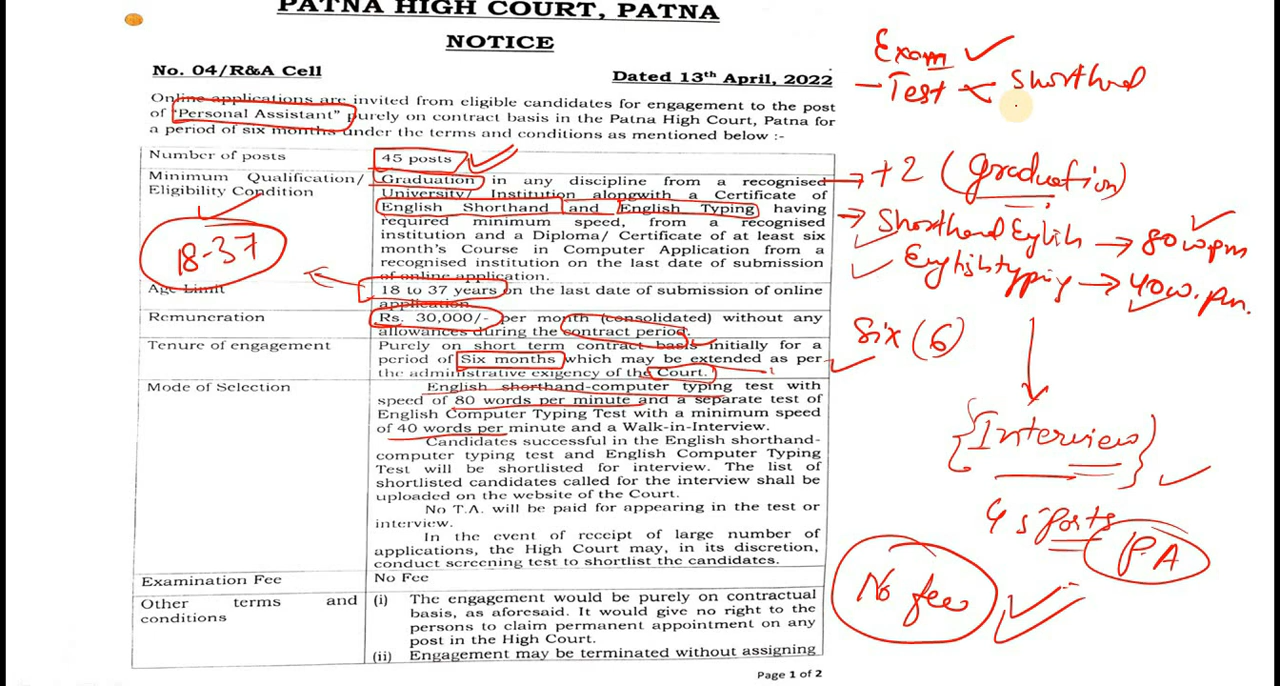 PATNA HIGH COURT, PATNA
NOTICE
No. 04/R&A Cell
Dated 13th April, 2022
Online applications are invited from eligible candidates for engagement to the post
of "Personal Assistant" purely on contract basis in the Patna High Court, Patna for
a period of six months under the terms and conditions as mentioned below :-
Number of posts
45 posts
Minimum Qualification/
Eligibility Condition
Graduation in any discipline from a recognised
University/ Institution alongwith a Certificate of
English Shorthand and English Typing having
required minimum speed, from a recognised
institution and a Diploma/ Certificate of at least six
month's Course in Computer Application from a
recognised institution on the last date of submission
of online application.
Age Limit
18 to 37 years on the last date of submission of online
application.
Remuneration
Rs. 30,000/- per month (consolidated) without any
allowances during the contract period.
Tenure of engagement
Purely on short term contract basis initially for a
period of Six months which may be extended as per
the administrative exigency of the Court.
Mode of Selection
English shorthand-computer typing test with
speed of 80 words per minute and a separate test of
English Computer Typing Test with a minimum speed
of 40 words per minute and a Walk-in-Interview.
Candidates successful in the English shorthand-
computer typing test and English Computer Typing
Test will be shortlisted for interview. The list of
shortlisted candidates called for the interview shall be
uploaded on the website of the Court.
No T.A. will be paid for appearing in the test or
interview.
In the event of receipt of large number of
applications, the High Court may, in its discretion,
conduct screening test to shortlist the candidates.
Examination Fee
No Fee
Other terms and
conditions
(i) The engagement would be purely on contractual
basis, as aforesaid. It would give no right to the
persons to claim permanent appointment on any
post in the High Court.
(ii) Engagement may be terminated without assigning
Page 1 of 2
18-37
Exam
- Test < Shorthand
+2 (Graduation)
Shorthand Eglish → 80 wpm
English typing → 40 w.pm.
Six (6)
{Interview}
45 posts
P.A
No fee